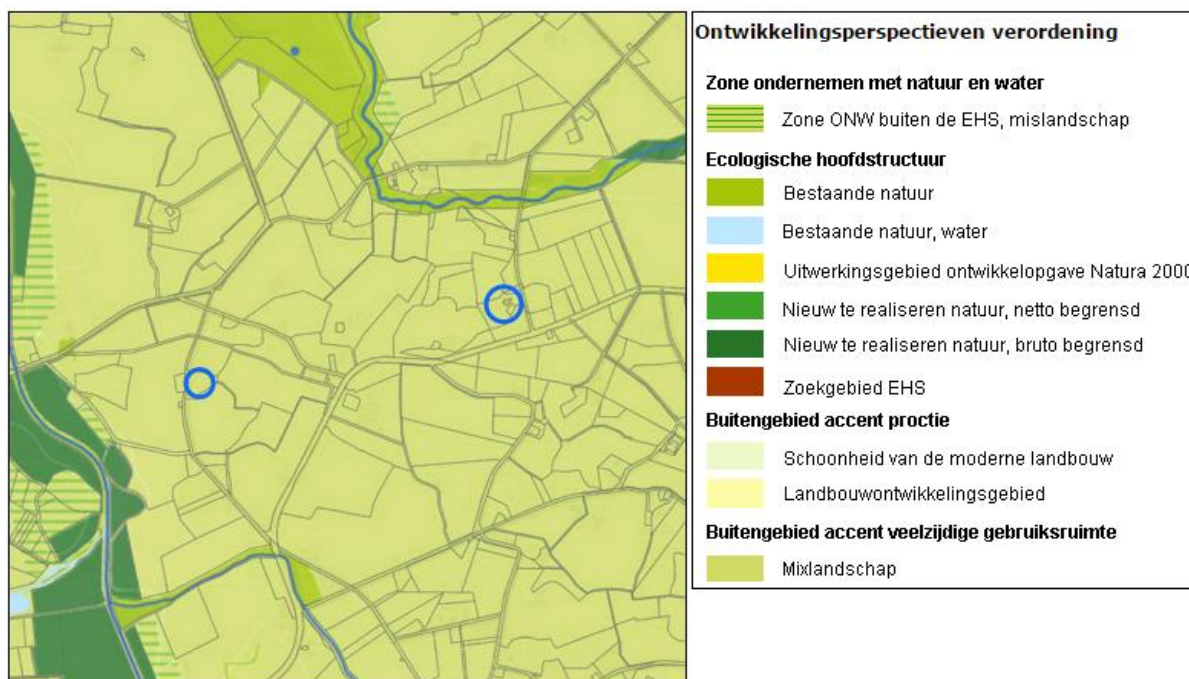 Ontwikkelingsperspectieven verordening
Zone ondernemen met natuur en water
Zone ONW buiten de EHS, mislandschap
Ecologische hoofdstructuur
Bestaande natuur
Bestaande natuur, water
Uitwerkingsgebied ontwikkelopgave Natura 2000
Nieuw te realiseren natuur, netto begrensd
Nieuw te realiseren natuur, bruto begrensd
Zoekgebied EHS
Buitengebied accent proctie
Schoonheid van de moderne landbouw
Landbouwontwikkelingsgebied
Buitengebied accent veelzijdige gebruiksruimte
Mixlandschap